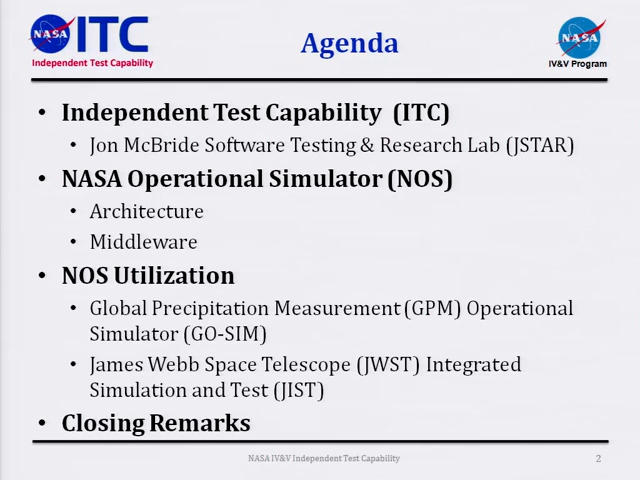 NASA ITC
Independent Test Capability
Agenda
NASA
IV&V Program
• Independent Test Capability (ITC)
• Jon McBride Software Testing & Research Lab (JSTAR)
• NASA Operational Simulator (NOS)
• Architecture
• Middleware
• NOS Utilization
• Global Precipitation Measurement (GPM) Operational
Simulator (GO-SIM)
• James Webb Space Telescope (JWST) Integrated
Simulation and Test (JIST)
• Closing Remarks
NASA IV&V Independent Test Capability
2